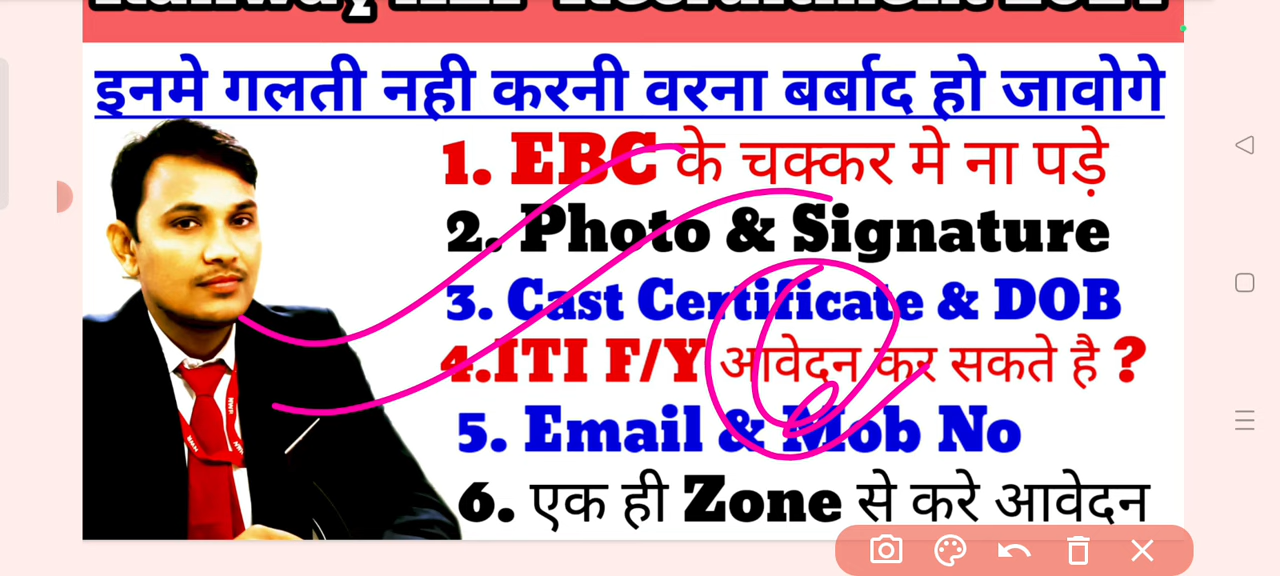 इनमे गलती नही करनी वरना बर्बाद हो जावोगे
1. EBC के चक्कर मे ना पड़े
2. Photo & Signature
3. Cast Certificate & DOB
4.ITI F/Y आवेदन कर सकते है ?
5. Email & Mob No
6. एक ही Zone से करे आवेदन